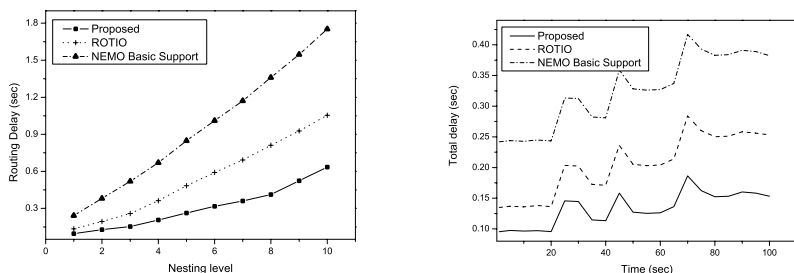 Proposed
ROTIO
NEMO Basic Support
Routing Delay (sec)
1.8
1.5
1.2
0.9
0.6
0.3
0 2 4 6 8 10
Nesting level
Proposed
ROTIO
NEMO Basic Support
Total delay (sec)
0.40
0.35
0.30
0.25
0.20
0.15
0.10
20 40 60 80 100
Time (sec)